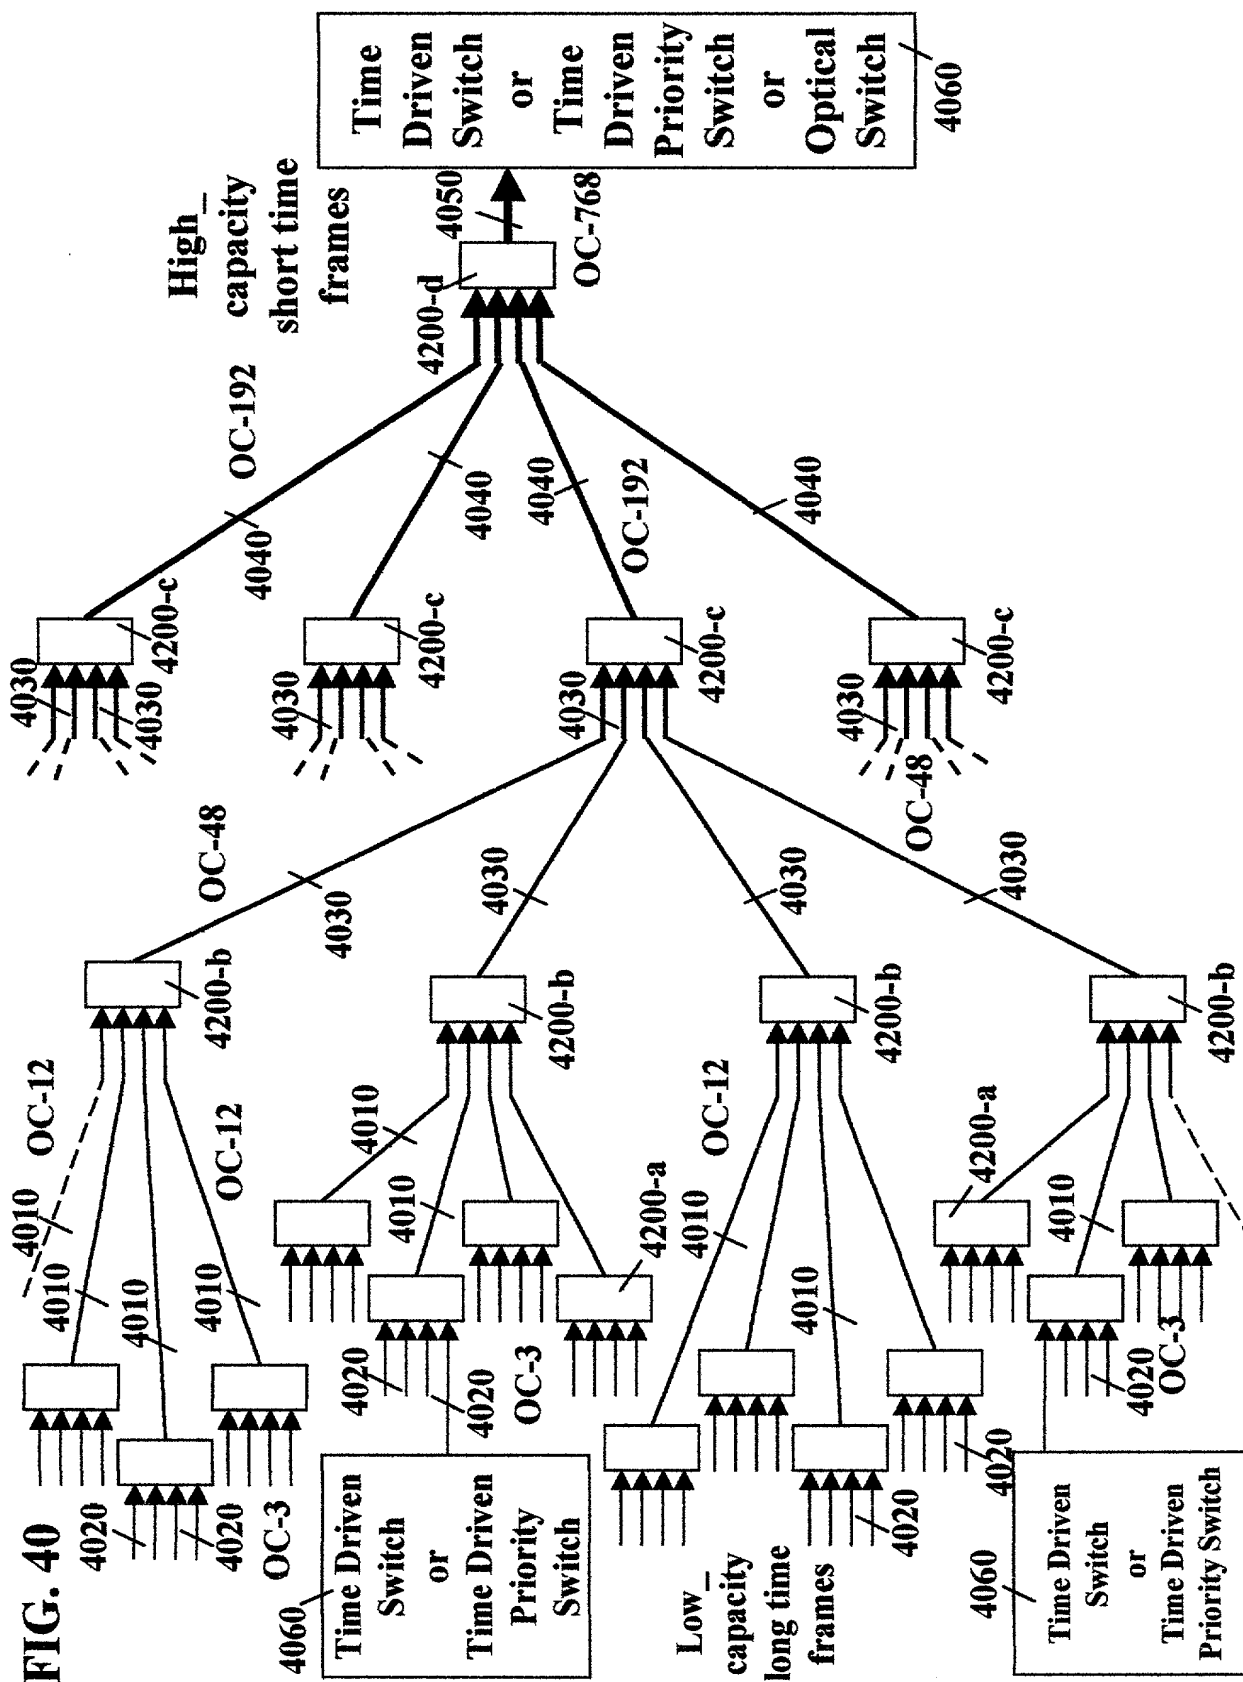 FIG. 40
4020
4020
OC-3
4010
4010
4010
4010
OC-12
OC-12
4200-b
OC-48
4030
4060
Time Driven
Switch
or
Time Driven
Priority
Switch
4020
4020
OC-3
4010
4010
4200-a
4200-b
4030
Low_
capacity
long time
frames
4020
4020
4010
4010
OC-12
4200-b
4030
4060
Time Driven
Switch
or
Time Driven
Priority Switch
4020
OC-3
4200-a
4010
4200-b
4030
4030
4030
4200-c
4040
OC-192
4030
4200-c
4040
4030
4200-c
4040
OC-192
4030
OC-48
4200-c
4040
High_
capacity
short time
frames
4200-d
4050
OC-768
Time
Driven
Switch
or
Time
Driven
Priority
Switch
or
Optical
Switch
4060